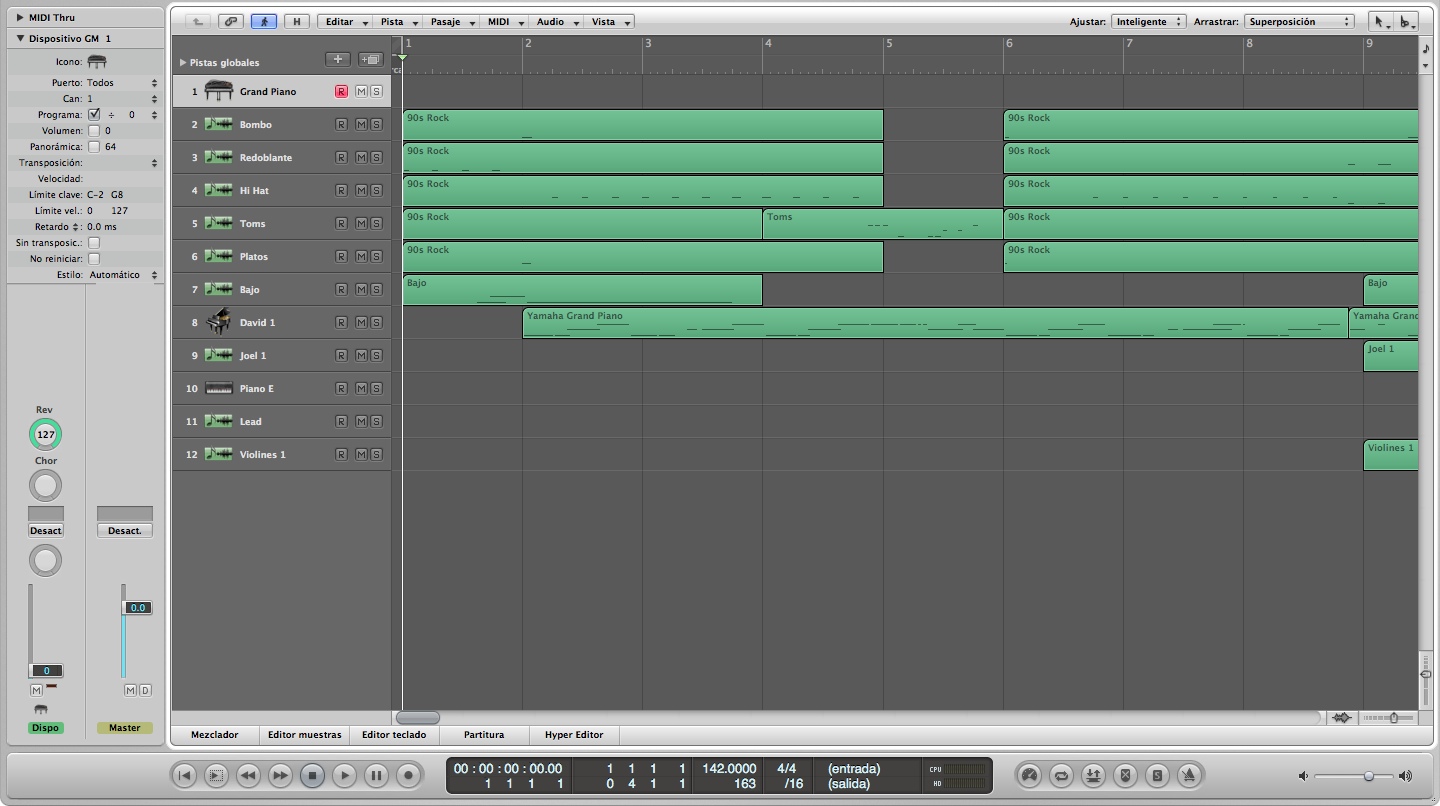 MIDI Thru
Dispositivo GM 1
Icono:
Puerto: Todos
Can: 1
Programa: ÷ 0
Volumen: 0
Panorámica: 64
Transposición:
Velocidad:
Límite clave: C-2 G8
Límite vel.: 0 127
Retardo : 0.0 ms
Sin transposic.:
No reiniciar:
Estilo: Automático
Rev
127
Chor
Desact
Desact.
0.0
0
M
M D
Dispo
Master
H Editar Pista Pasaje MIDI Audio Vista
Ajustar: Inteligente Arrastrar: Superposición
Pistas globales
1 2 3 4 5 6 7 8 9
1 Grand Piano R M S
2 Bombo R M S
90s Rock 90s Rock
3 Redoblante R M S
90s Rock 90s Rock
4 Hi Hat R M S
90s Rock 90s Rock
5 Toms R M S
90s Rock Toms 90s Rock
6 Platos R M S
90s Rock 90s Rock
7 Bajo R M S
Bajo Bajo
8 David 1 R M S
Yamaha Grand Piano Yamaha Grand
9 Joel 1 R M S
Joel 1
10 Piano E R M S
11 Lead R M S
12 Violines 1 R M S
Violines 1
Mezclador Editor muestras Editor teclado Partitura Hyper Editor
00 : 00 : 00 : 00.00 1 1 1 1 142.0000 4/4 (entrada) CPU
1 1 1 1 0 4 1 1 163 /16 (salida) HD
S